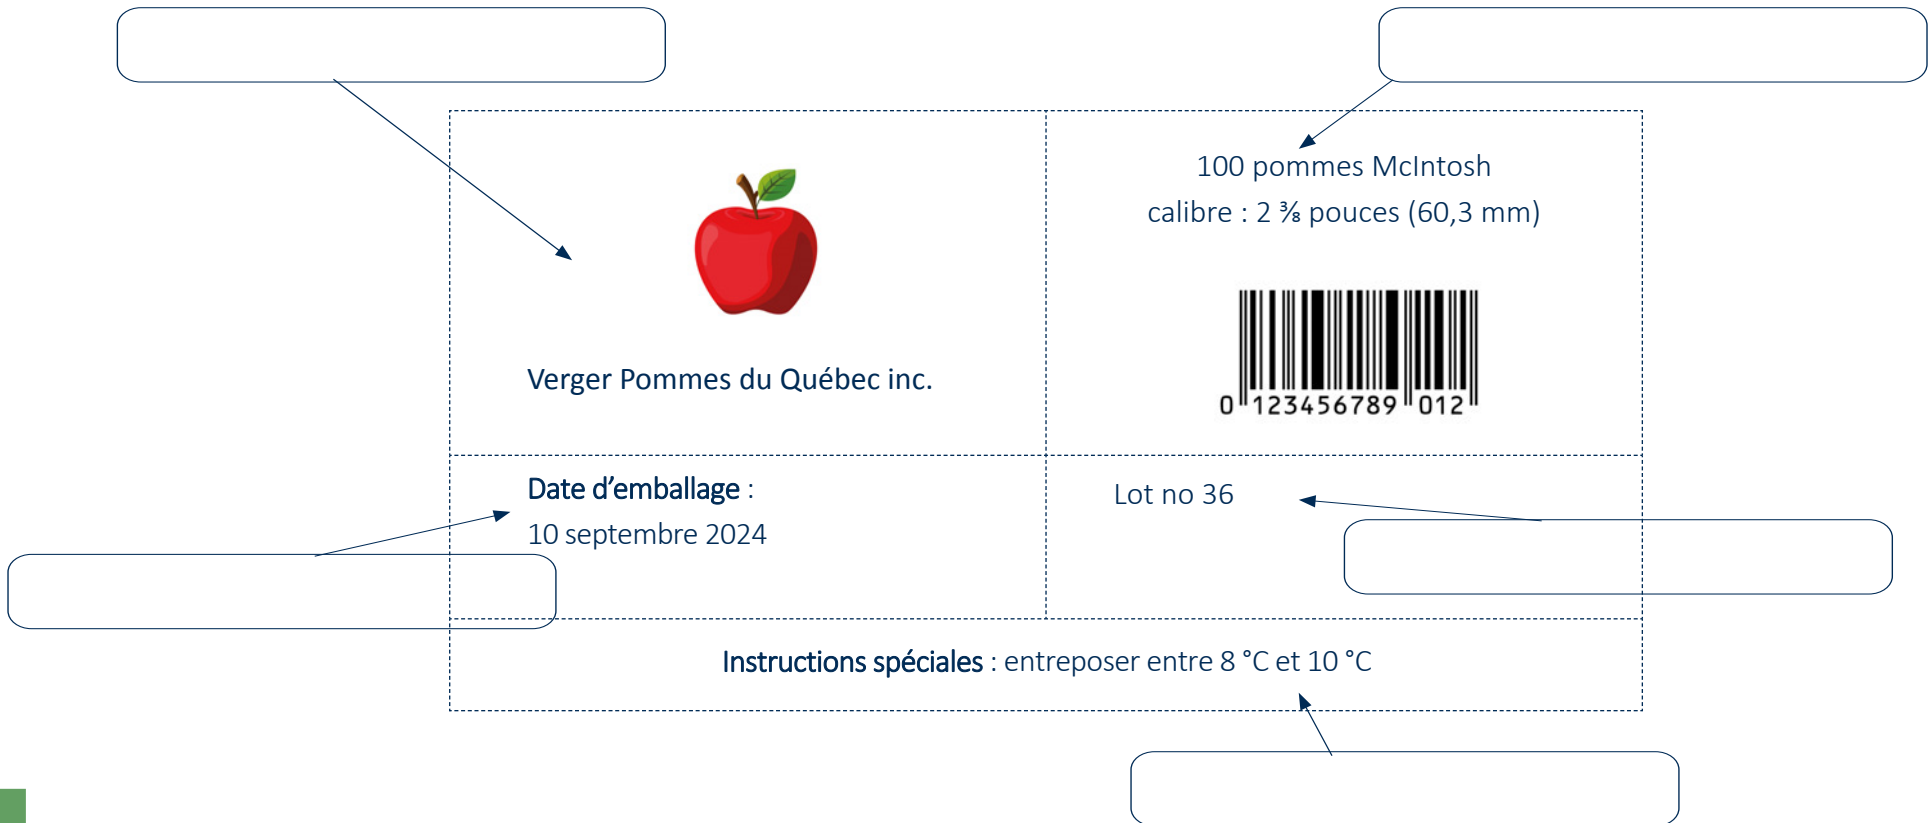 100 pommes McIntosh
calibre : 2 ⅜ pouces (60,3 mm)
Verger Pommes du Québec inc.
0 123456789 012
Date d’emballage :
10 septembre 2024
Lot no 36
Instructions spéciales : entreposer entre 8 °C et 10 °C